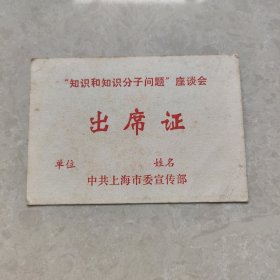 “知识和知识分子问题”座谈会
出席证
单位 姓名
中共上海市委宣传部